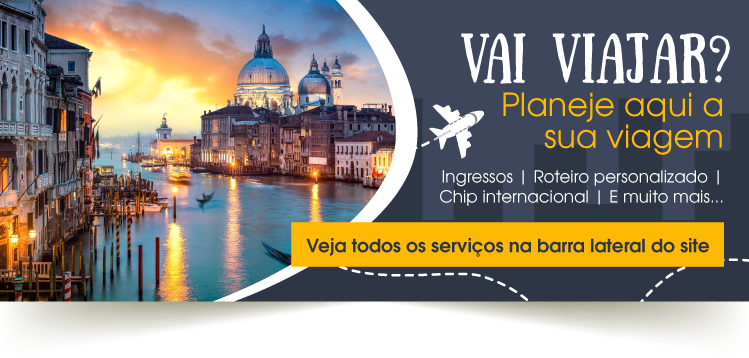 VAI VIAJAR?
Planeje aqui a
sua viagem
Ingressos | Roteiro personalizado |
Chip internacional | E muito mais...
Veja todos os serviços na barra lateral do site